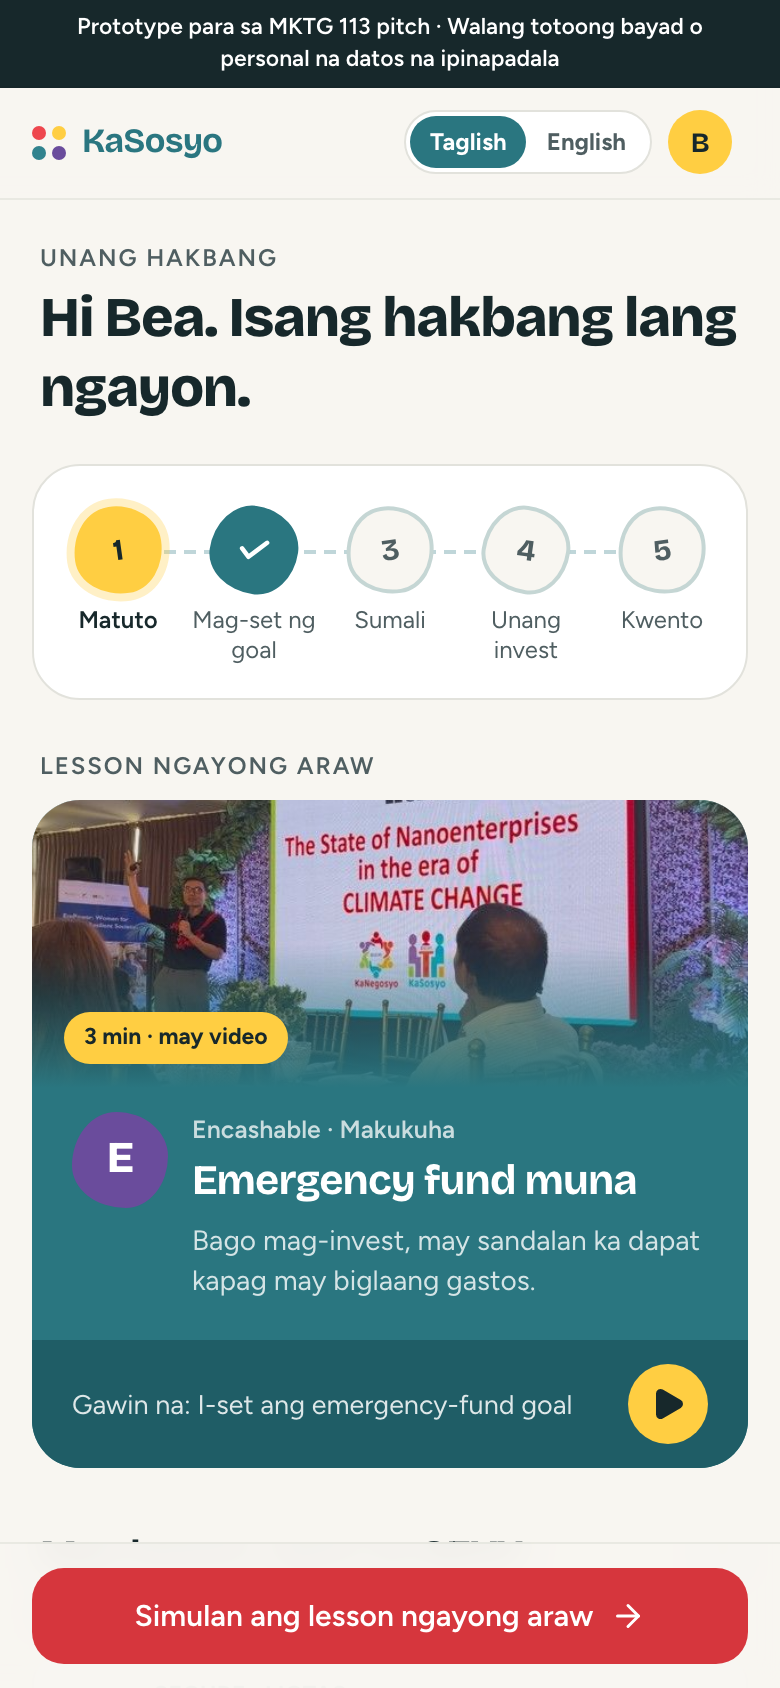 Prototype para sa MKTG 113 pitch · Walang totoong bayad o
personal na datos na ipinapadala
KaSosyo
Taglish
English
B
UNANG HAKBANG
Hi Bea. Isang hakbang lang
ngayon.
1
3
4
5
Matuto
Mag-set ng
goal
Sumali
Unang
invest
Kwento
LESSON NGAYONG ARAW
The State of Nanoenterprises
in the era of
CLIMATE CHANGE
KaNegosyo
KaSosyo
3 min · may video
E
Encashable · Makukuha
Emergency fund muna
Bago mag-invest, may sandalan ka dapat
kapag may biglaang gastos.
Gawin na: I-set ang emergency-fund goal
Simulan ang lesson ngayong araw